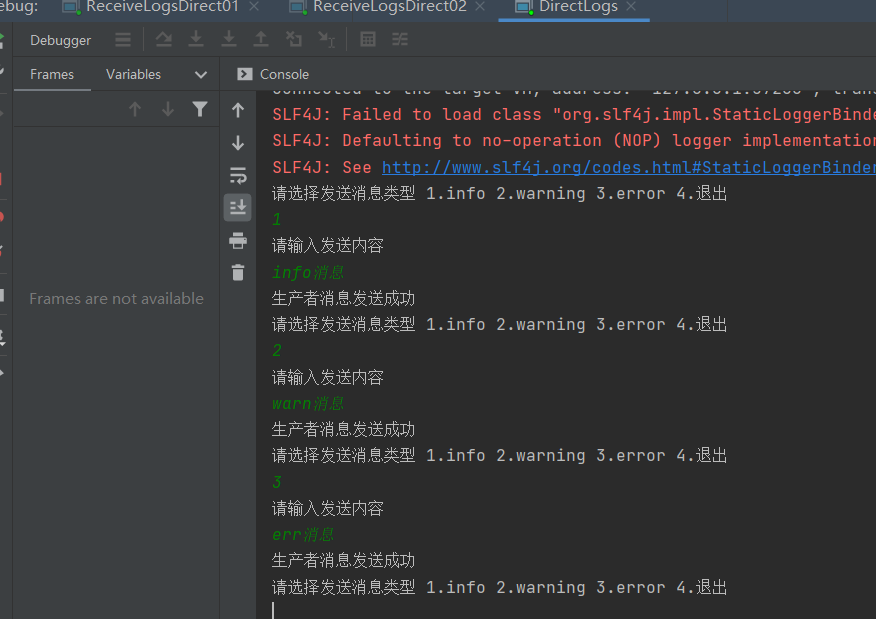 ebug:
ReceiveLogsDirect01
ReceiveLogsDirect02
DirectLogs
Debugger
Frames
Variables
Console
Frames are not available
SLF4J: Failed to load class "org.slf4j.impl.StaticLoggerBinde
SLF4J: Defaulting to no-operation (NOP) logger implementation
SLF4J: See http://www.slf4j.org/codes.html#StaticLoggerBinder
请选择发送消息类型 1.info 2.warning 3.error 4.退出
1
请输入发送内容
info消息
生产者消息发送成功
请选择发送消息类型 1.info 2.warning 3.error 4.退出
2
请输入发送内容
warn消息
生产者消息发送成功
请选择发送消息类型 1.info 2.warning 3.error 4.退出
3
请输入发送内容
err消息
生产者消息发送成功
请选择发送消息类型 1.info 2.warning 3.error 4.退出